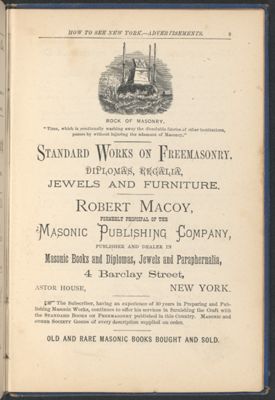 HOW TO SEE NEW YORK.—ADVERTISEMENTS.
ROCK OF MASONRY.
"Time, which is continually washing away the dissoluble fabrics of other institutions,
passes by without injuring the adamant of Masonry."
STANDARD WORKS ON FREEMASONRY.
DIPLOMAS, REGALIA,
JEWELS AND FURNITURE.
ROBERT MACOY,
FORMERLY PRINCIPAL OF THE
MASONIC PUBLISHING COMPANY,
PUBLISHER AND DEALER IN
Masonic Books and Diplomas, Jewels and Paraphernalia,
4 Barclay Street,
ASTOR HOUSE, NEW YORK.
☞ The Subscriber, having an experience of 30 years in Preparing and Pub-
lishing Masonic Works, continues to offer his services in furnishing the Craft with
the STANDARD BOOKS ON FREEMASONRY published in this Country. MASONIC and
OTHER SOCIETY GOODS of every description supplied on order.
OLD AND RARE MASONIC BOOKS BOUGHT AND SOLD.